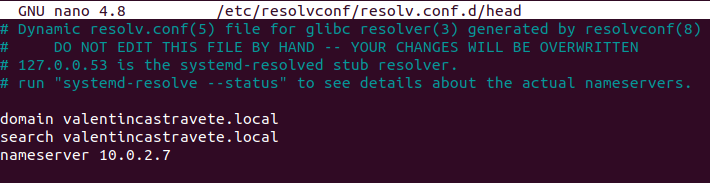 GNU nano 4.8 /etc/resolvconf/resolv.conf.d/head
# Dynamic resolv.conf(5) file for glibc resolver(3) generated by resolvconf(8)
#     DO NOT EDIT THIS FILE BY HAND -- YOUR CHANGES WILL BE OVERWRITTEN
# 127.0.0.53 is the systemd-resolved stub resolver.
# run "systemd-resolve --status" to see details about the actual nameservers.
domain valentincastravete.local
search valentincastravete.local
nameserver 10.0.2.7